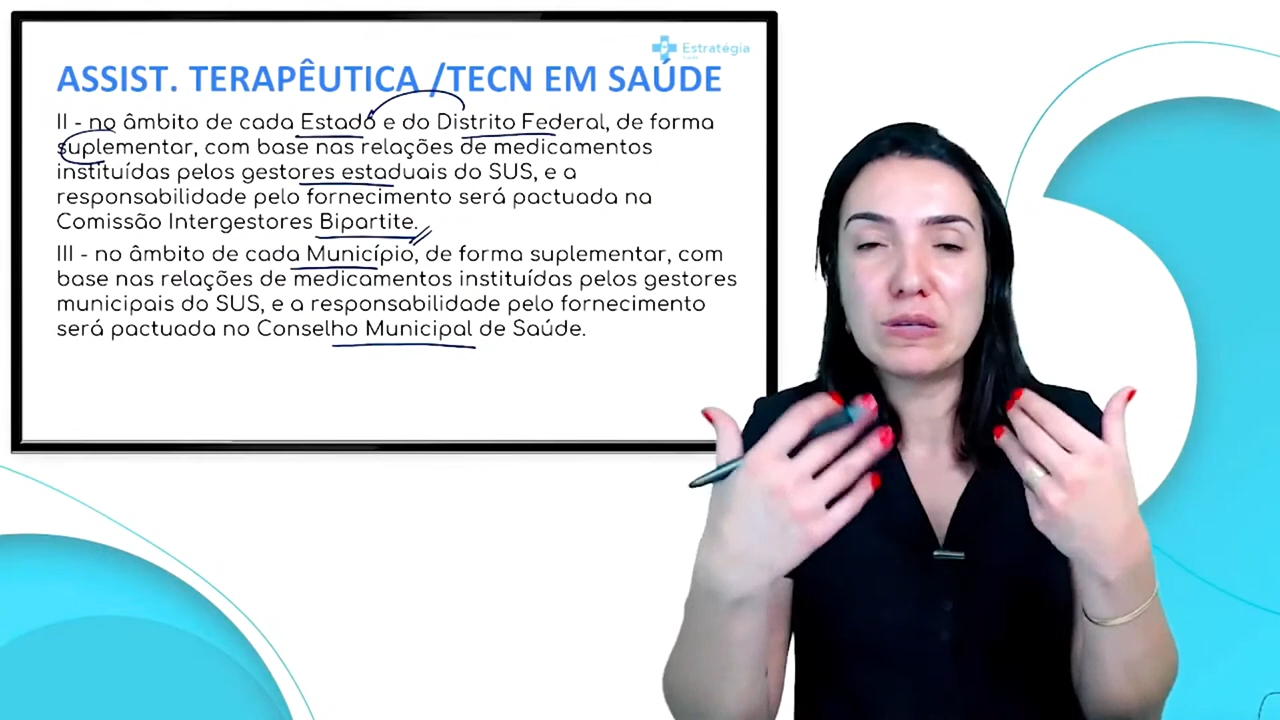 Estratégia
ASSIST. TERAPÊUTICA /TECN EM SAÚDE
II - no âmbito de cada Estado e do Distrito Federal, de forma
suplementar, com base nas relações de medicamentos
instituídas pelos gestores estaduais do SUS, e a
responsabilidade pelo fornecimento será pactuada na
Comissão Intergestores Bipartite.
III - no âmbito de cada Município, de forma suplementar, com
base nas relações de medicamentos instituídas pelos gestores
municipais do SUS, e a responsabilidade pelo fornecimento
será pactuada no Conselho Municipal de Saúde.